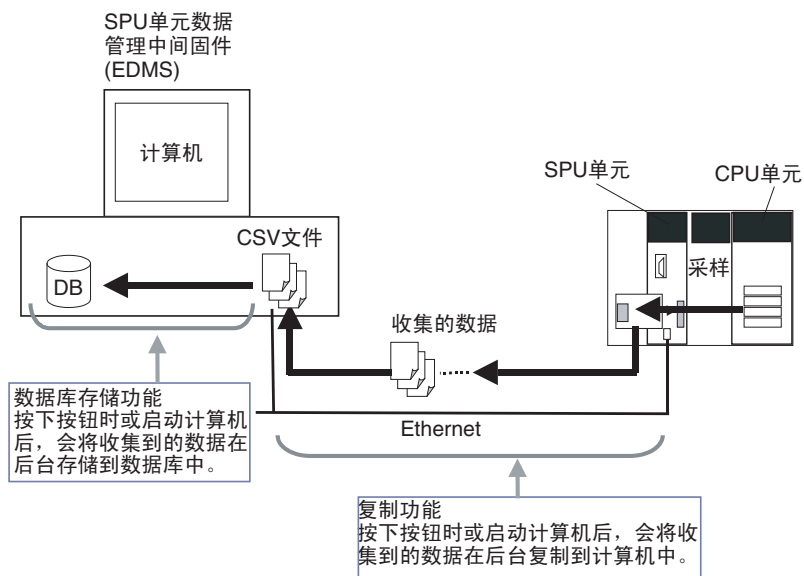 SPU单元数据
管理中间固件
(EDMS)
计算机
SPU单元
CPU单元
CSV文件
DB
采样
收集的数据
数据库存储功能
按下按钮时或启动计算机
后，会将收集到的数据在
后台存储到数据库中。
Ethernet
复制功能
按下按钮时或启动计算机后，会将收
集到的数据在后台复制到计算机中。